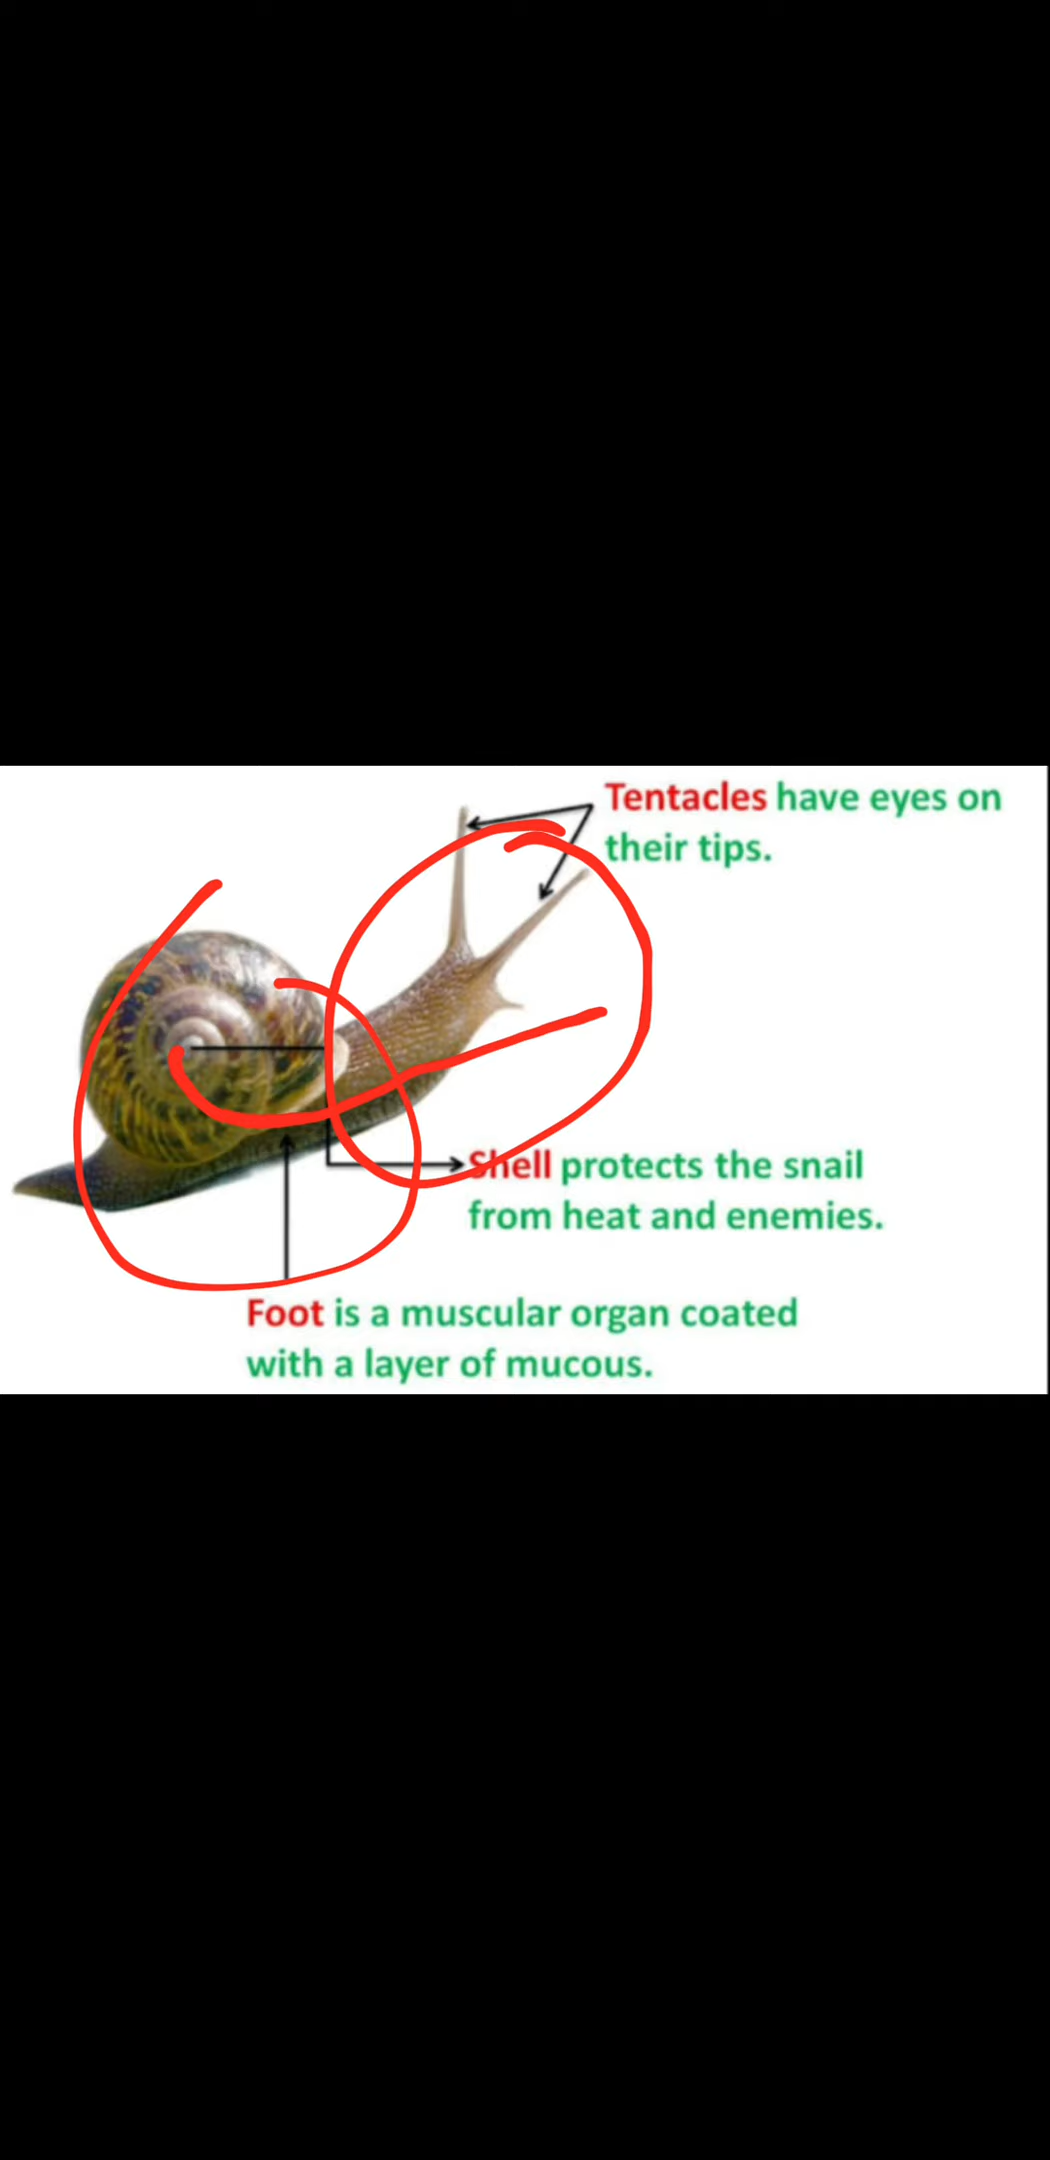 Tentacles have eyes on
their tips.
Shell protects the snail
from heat and enemies.
Foot is a muscular organ coated
with a layer of mucous.